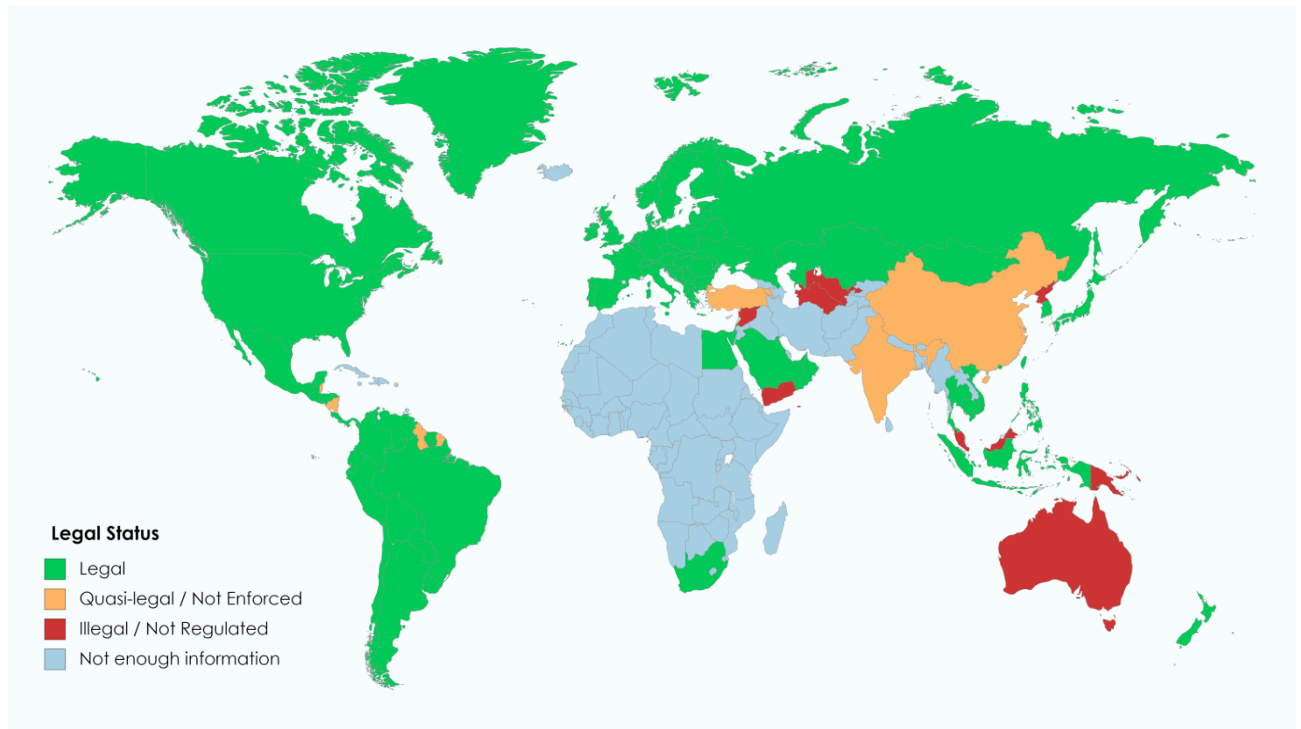 Legal Status
Legal
Quasi-legal / Not Enforced
Illegal / Not Regulated
Not enough information